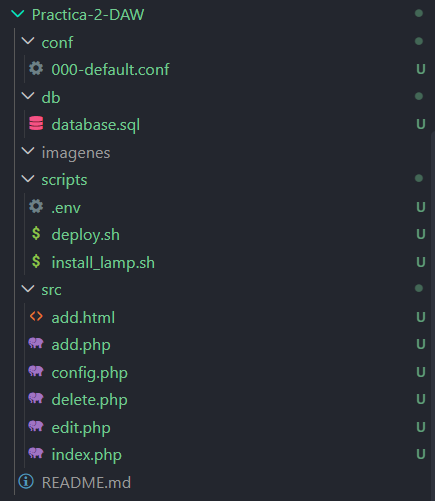 Practica-2-DAW
conf
000-default.conf U
db
database.sql U
imagenes
scripts
.env U
$ deploy.sh U
$ install_lamp.sh U
src
<> add.html U
add.php U
config.php U
delete.php U
edit.php U
index.php U
README.md